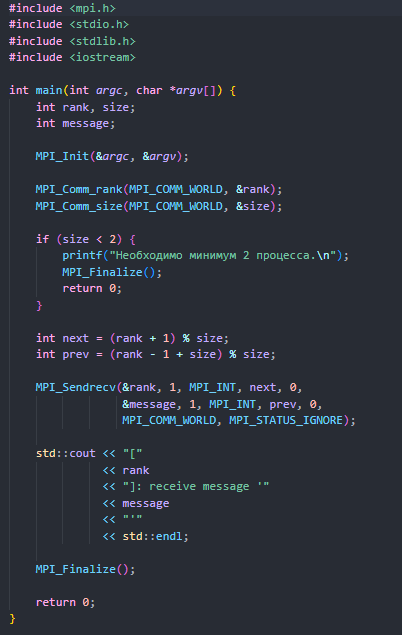 #include <mpi.h>
#include <stdio.h>
#include <stdlib.h>
#include <iostream>

int main(int argc, char *argv[]) {
    int rank, size;
    int message;

    MPI_Init(&argc, &argv);

    MPI_Comm_rank(MPI_COMM_WORLD, &rank);
    MPI_Comm_size(MPI_COMM_WORLD, &size);

    if (size < 2) {
        printf("Необходимо минимум 2 процесса.\n");
        MPI_Finalize();
        return 0;
    }

    int next = (rank + 1) % size;
    int prev = (rank - 1 + size) % size;

    MPI_Sendrecv(&rank, 1, MPI_INT, next, 0,
                 &message, 1, MPI_INT, prev, 0,
                 MPI_COMM_WORLD, MPI_STATUS_IGNORE);

    std::cout << "["
              << rank
              << "]: receive message '"
              << message
              << "'"
              << std::endl;

    MPI_Finalize();

    return 0;
}